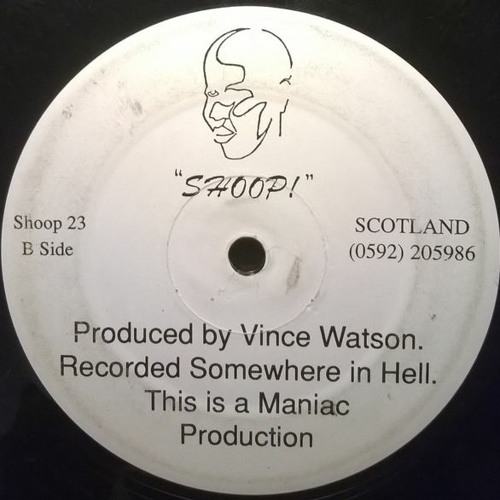 "SHOOP!"
Shoop 23
B Side
SCOTLAND
(0592) 205986
Produced by Vince Watson.
Recorded Somewhere in Hell.
This is a Maniac
Production